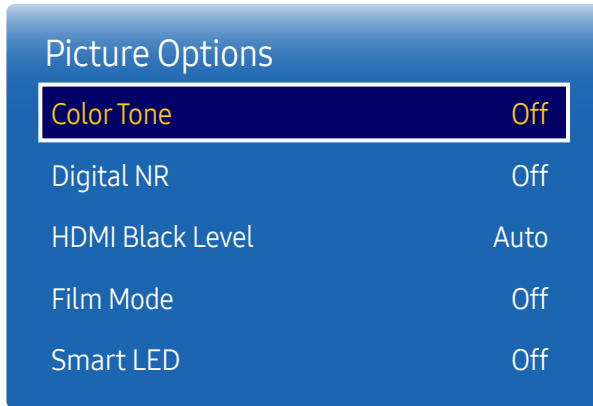 Picture Options
Color Tone Off
Digital NR Off
HDMI Black Level Auto
Film Mode Off
Smart LED Off